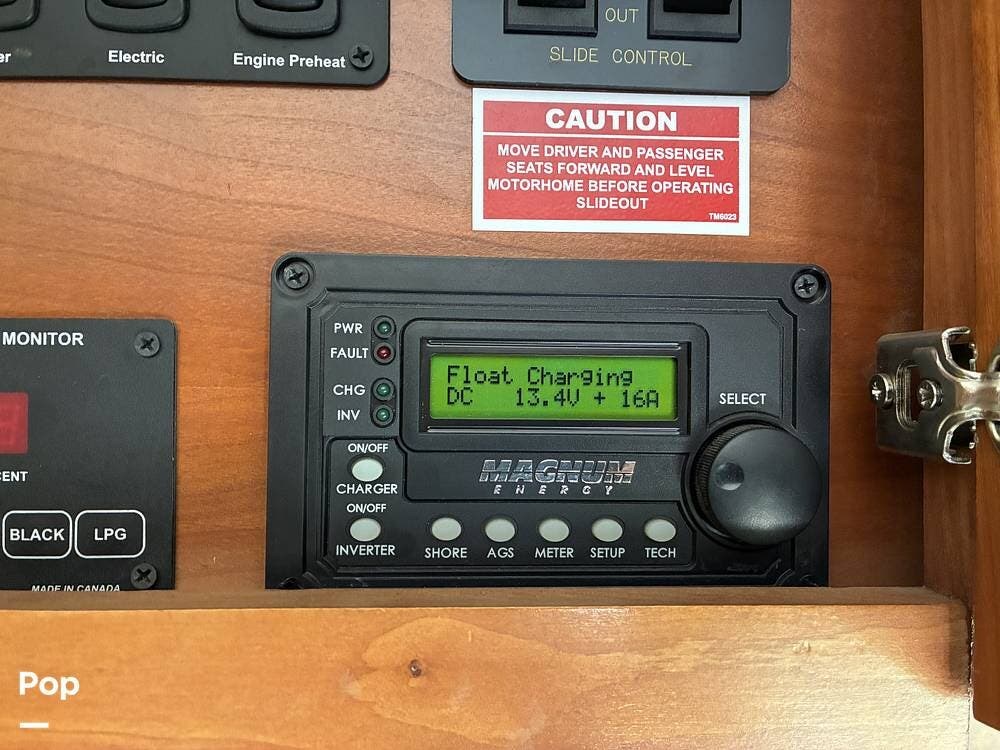 er
Electric
Engine Preheat
OUT
SLIDE CONTROL
CAUTION
MOVE DRIVER AND PASSENGER
SEATS FORWARD AND LEVEL
MOTORHOME BEFORE OPERATING
SLIDEOUT
TM6023
MONITOR
CENT
BLACK
LPG
MADE IN CANADA
PWR
FAULT
CHG
INV
Float Charging
DC 13.4V + 16A
SELECT
ON/OFF
CHARGER
MAGNUM
ENERGY
ON/OFF
INVERTER
SHORE
AGS
METER
SETUP
TECH
Pop